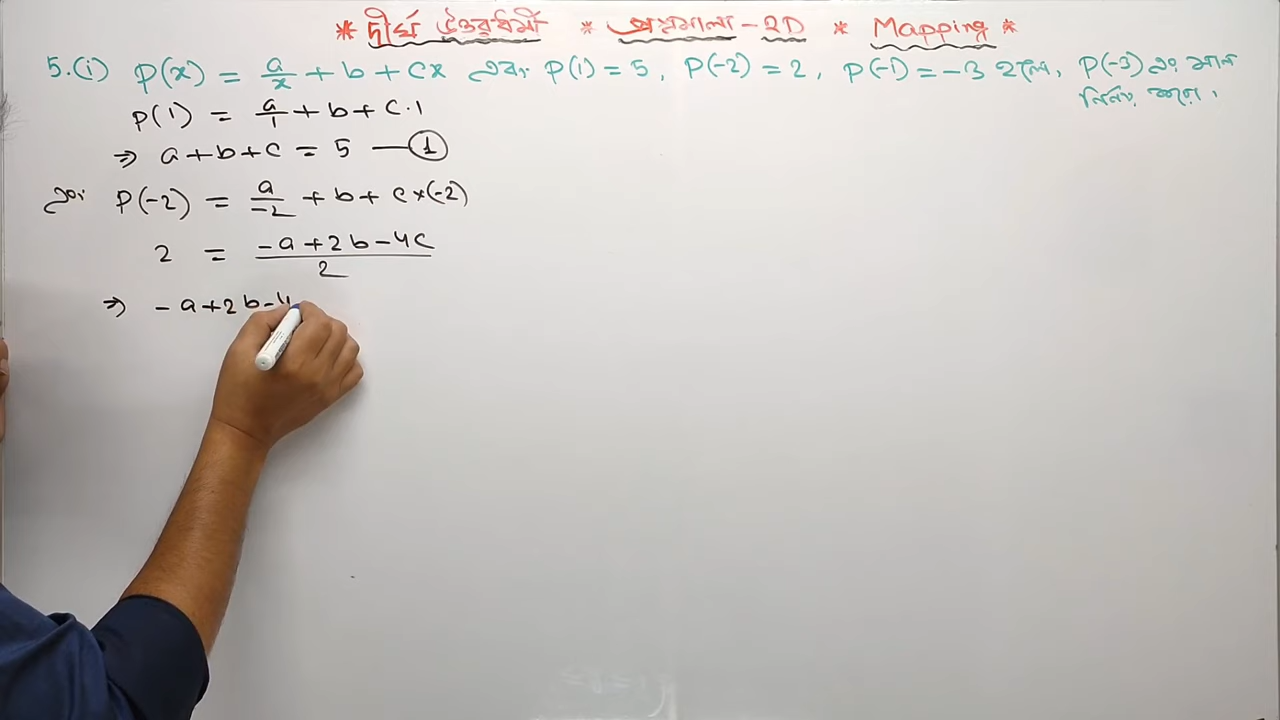 * দীর্ঘ উত্তরধর্মী * প্রশ্নমালা - 2D * Mapping *
5.(i) P(x) = a/x + b + cx এবং P(1) = 5, P(-2) = 2, P(-1) = -3 হলে, P(-3) এর মান
নির্ণয় করো।
P(1) = a/1 + b + c·1
⇒ a + b + c = 5 —①
এবং P(-2) = a/-2 + b + c×(-2)
2 = (-a + 2b - 4c)/2
⇒ -a + 2b - 4